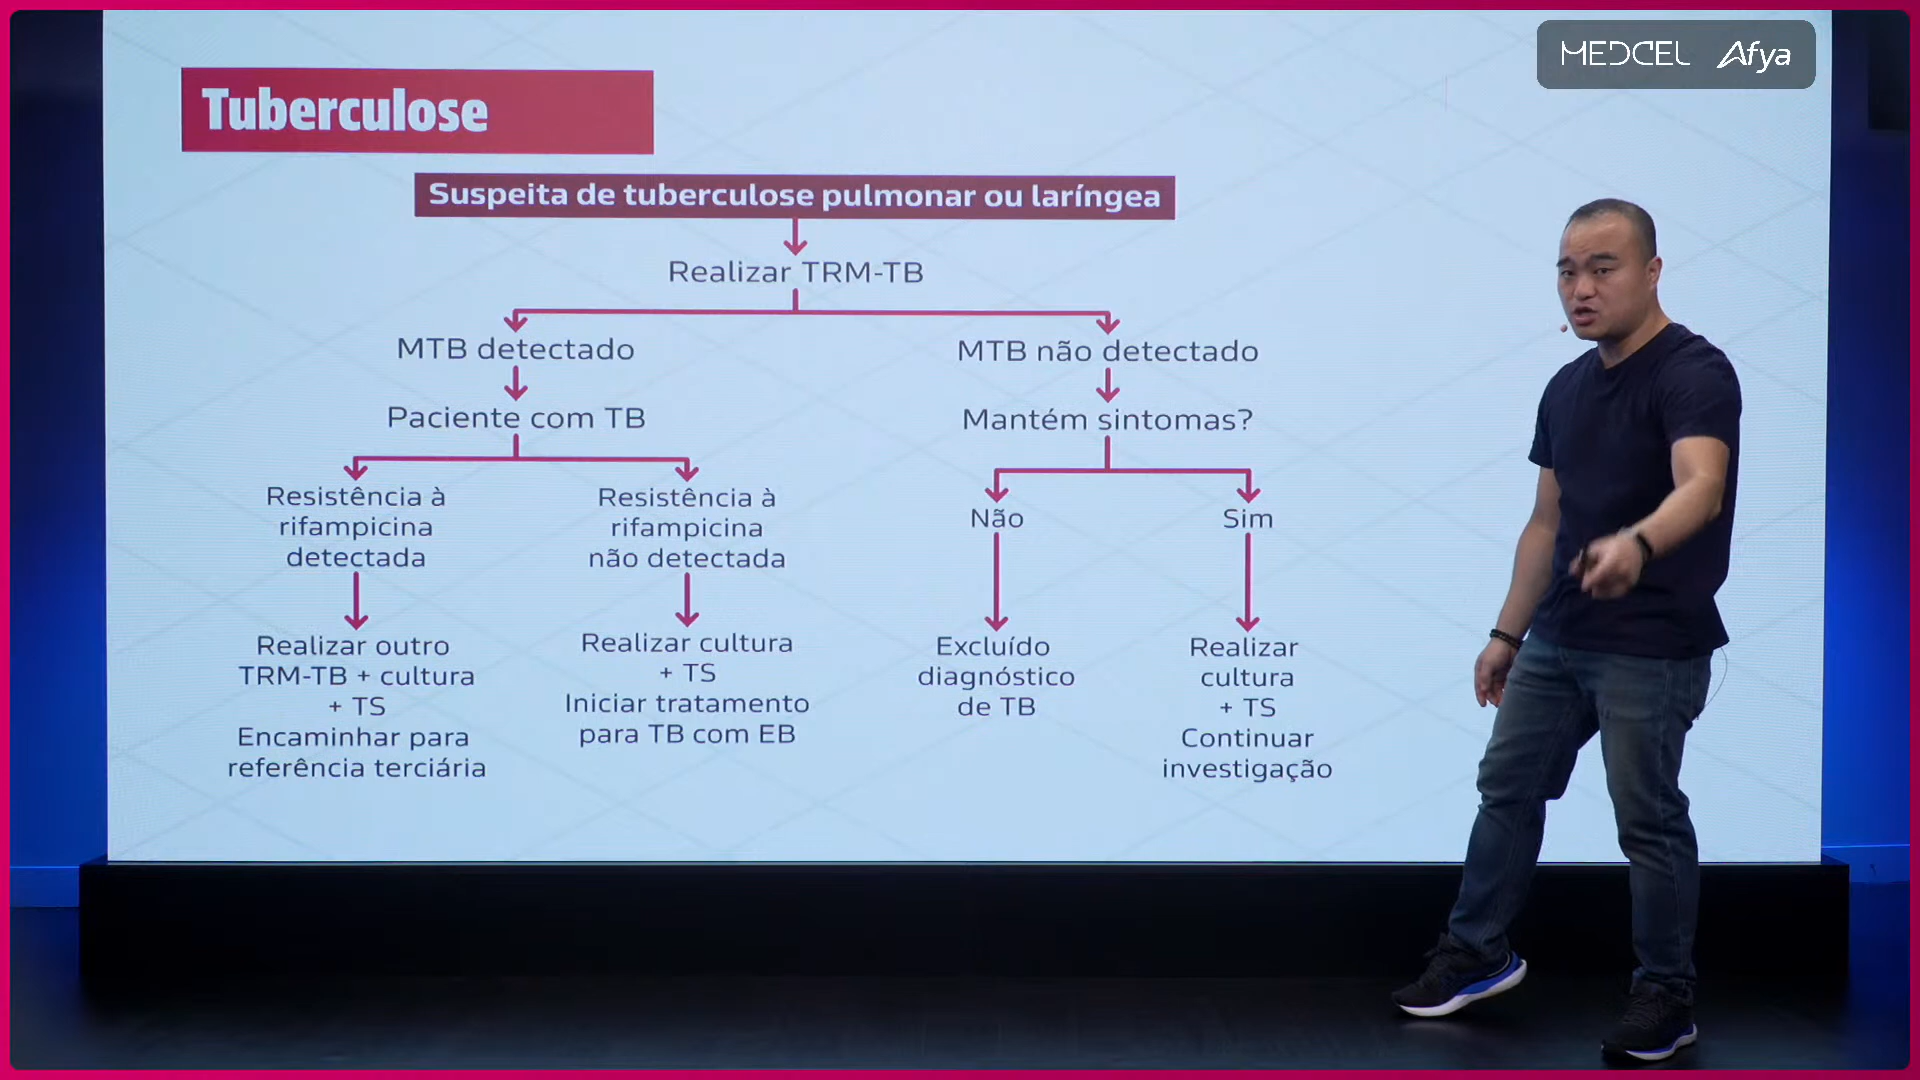 MEDCEL Afya
Tuberculose
Suspeita de tuberculose pulmonar ou laríngea
Realizar TRM-TB
MTB detectado
MTB não detectado
Paciente com TB
Mantém sintomas?
Resistência à
rifampicina
detectada
Resistência à
rifampicina
não detectada
Não
Sim
Realizar outro
TRM-TB + cultura
+ TS
Encaminhar para
referência terciária
Realizar cultura
+ TS
Iniciar tratamento
para TB com EB
Excluído
diagnóstico
de TB
Realizar
cultura
+ TS
Continuar
investigação